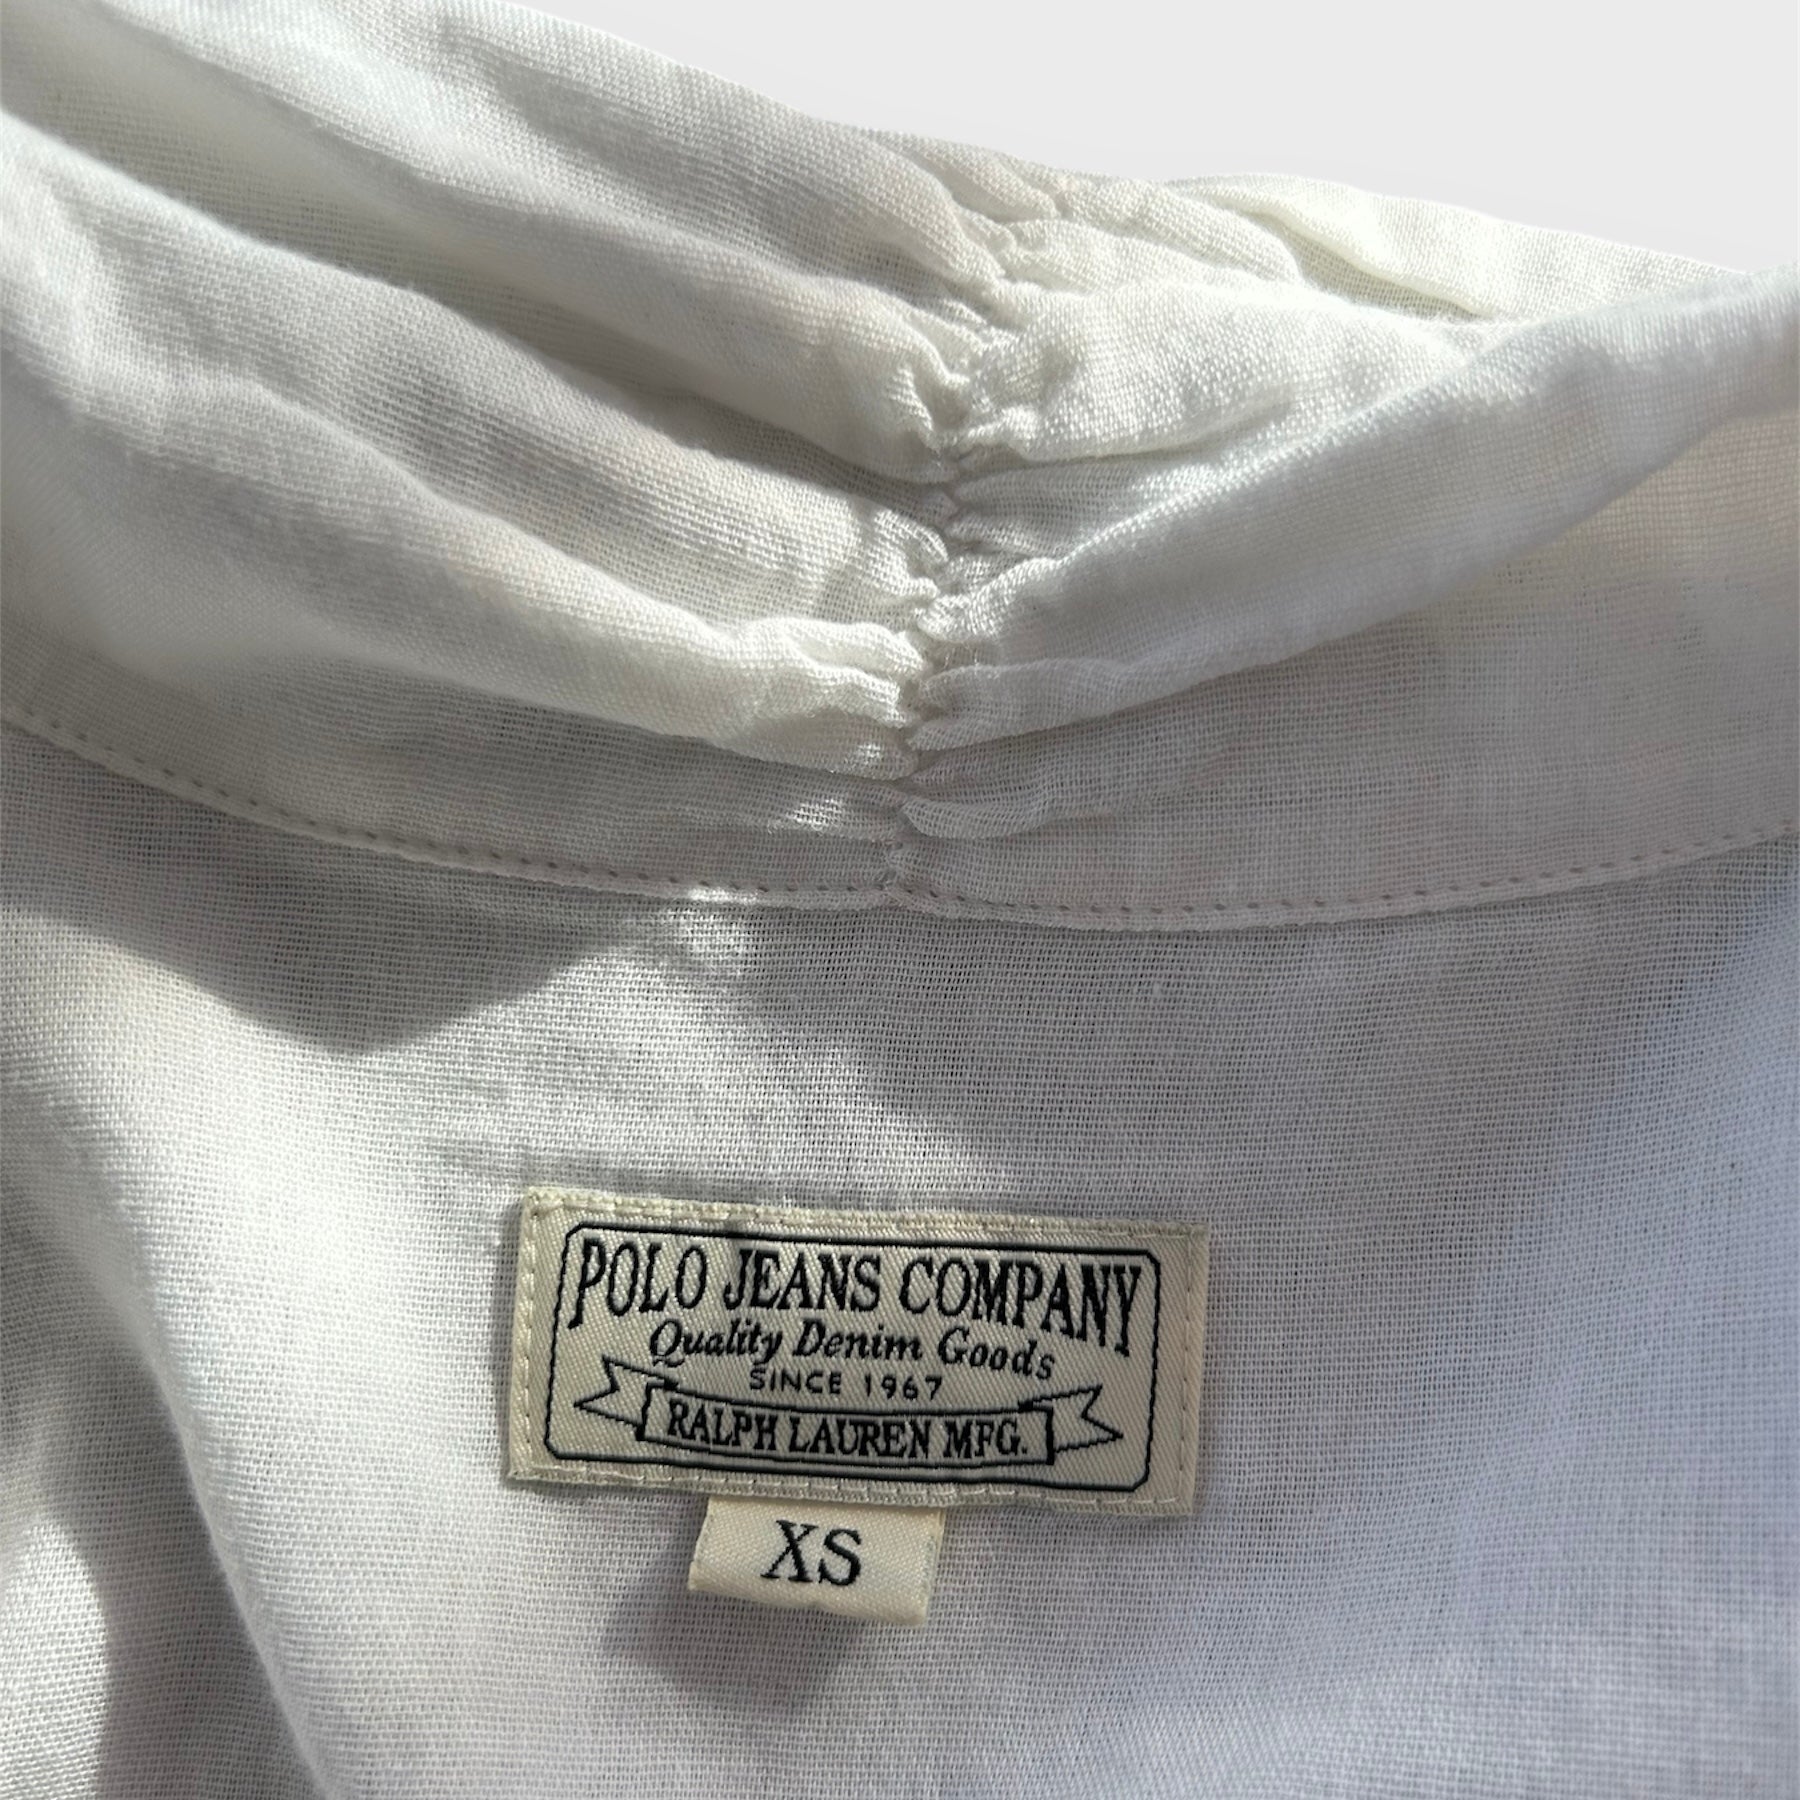 POLO JEANS COMPANY
Quality Denim Goods
SINCE 1967
RALPH LAUREN MFG.
XS